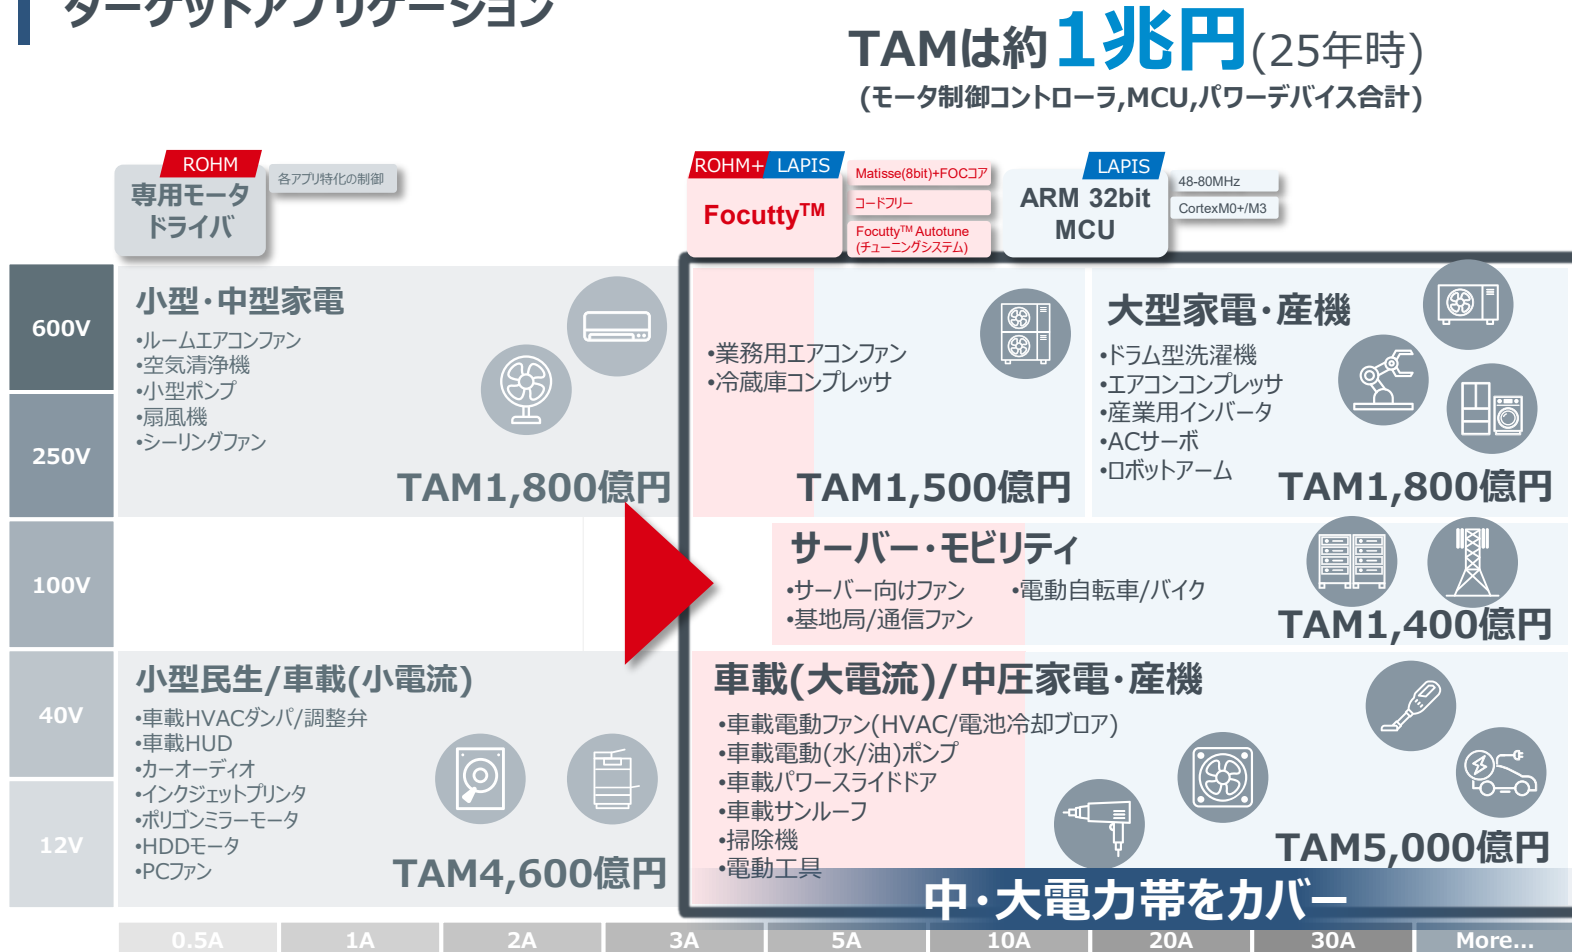 ターゲットアプリケーション
TAMは約1兆円(25年時)
(モータ制御コントローラ,MCU,パワーデバイス合計)
ROHM
専用モータ
ドライバ
各アプリ特化の制御
ROHM+ LAPIS
Focutty™
Matisse(8bit)+FOCコア
コードフリー
Focutty™ Autotune
(チューニングシステム)
LAPIS
ARM 32bit
MCU
48-80MHz
CortexM0+/M3
600V
250V
100V
40V
12V
小型・中型家電
•ルームエアコンファン
•空気清浄機
•小型ポンプ
•扇風機
•シーリングファン
TAM1,800億円
•業務用エアコンファン
•冷蔵庫コンプレッサ
TAM1,500億円
大型家電・産機
•ドラム型洗濯機
•エアコンコンプレッサ
•産業用インバータ
•ACサーボ
•ロボットアーム
TAM1,800億円
サーバー・モビリティ
•サーバー向けファン
•基地局/通信ファン
•電動自転車/バイク
TAM1,400億円
小型民生/車載(小電流)
•車載HVACダンパ/調整弁
•車載HUD
•カーオーディオ
•インクジェットプリンタ
•ポリゴンミラーモータ
•HDDモータ
•PCファン
TAM4,600億円
車載(大電流)/中圧家電・産機
•車載電動ファン(HVAC/電池冷却ブロア)
•車載電動(水/油)ポンプ
•車載パワースライドドア
•車載サンルーフ
•掃除機
•電動工具
TAM5,000億円
中・大電力帯をカバー
0.5A
1A
2A
3A
5A
10A
20A
30A
More...